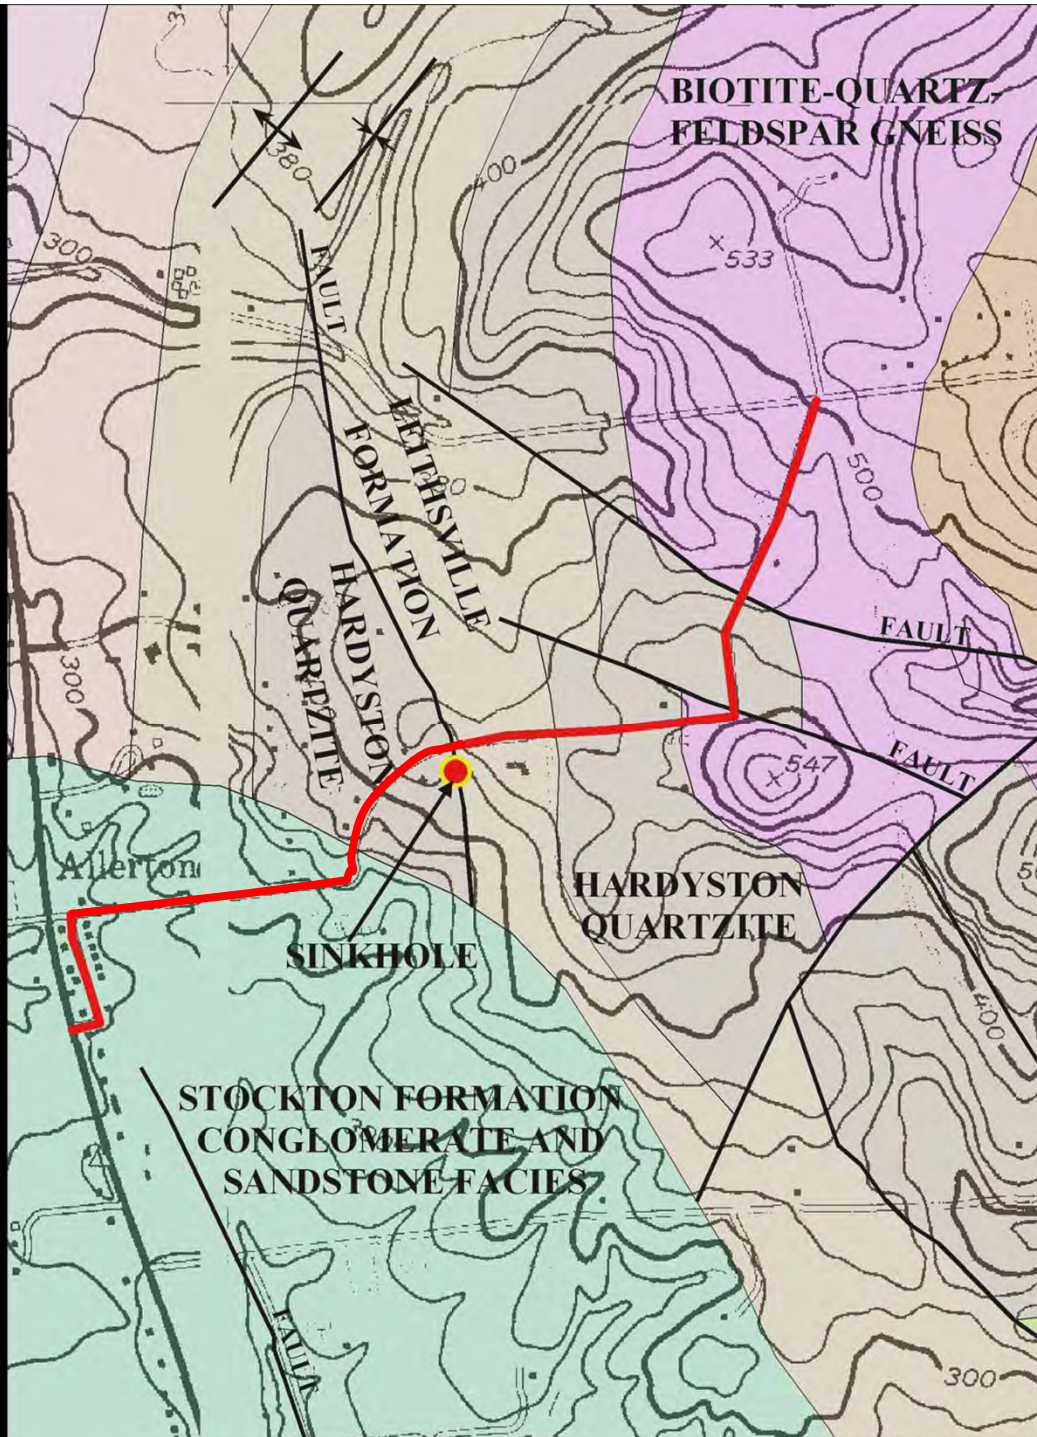 BIOTITE-QUARTZ-
FELDSPAR GNEISS
380
400
300
533
FAULT
LEITHSVILLE
FORMATION
500
HARDYSTON
QUARTZITE
FAULT
300
547
FAULT
Allerton
HARDYSTON
QUARTZITE
SINKHOLE
400
STOCKTON FORMATION
CONGLOMERATE AND
SANDSTONE FACIES
FAULT
300